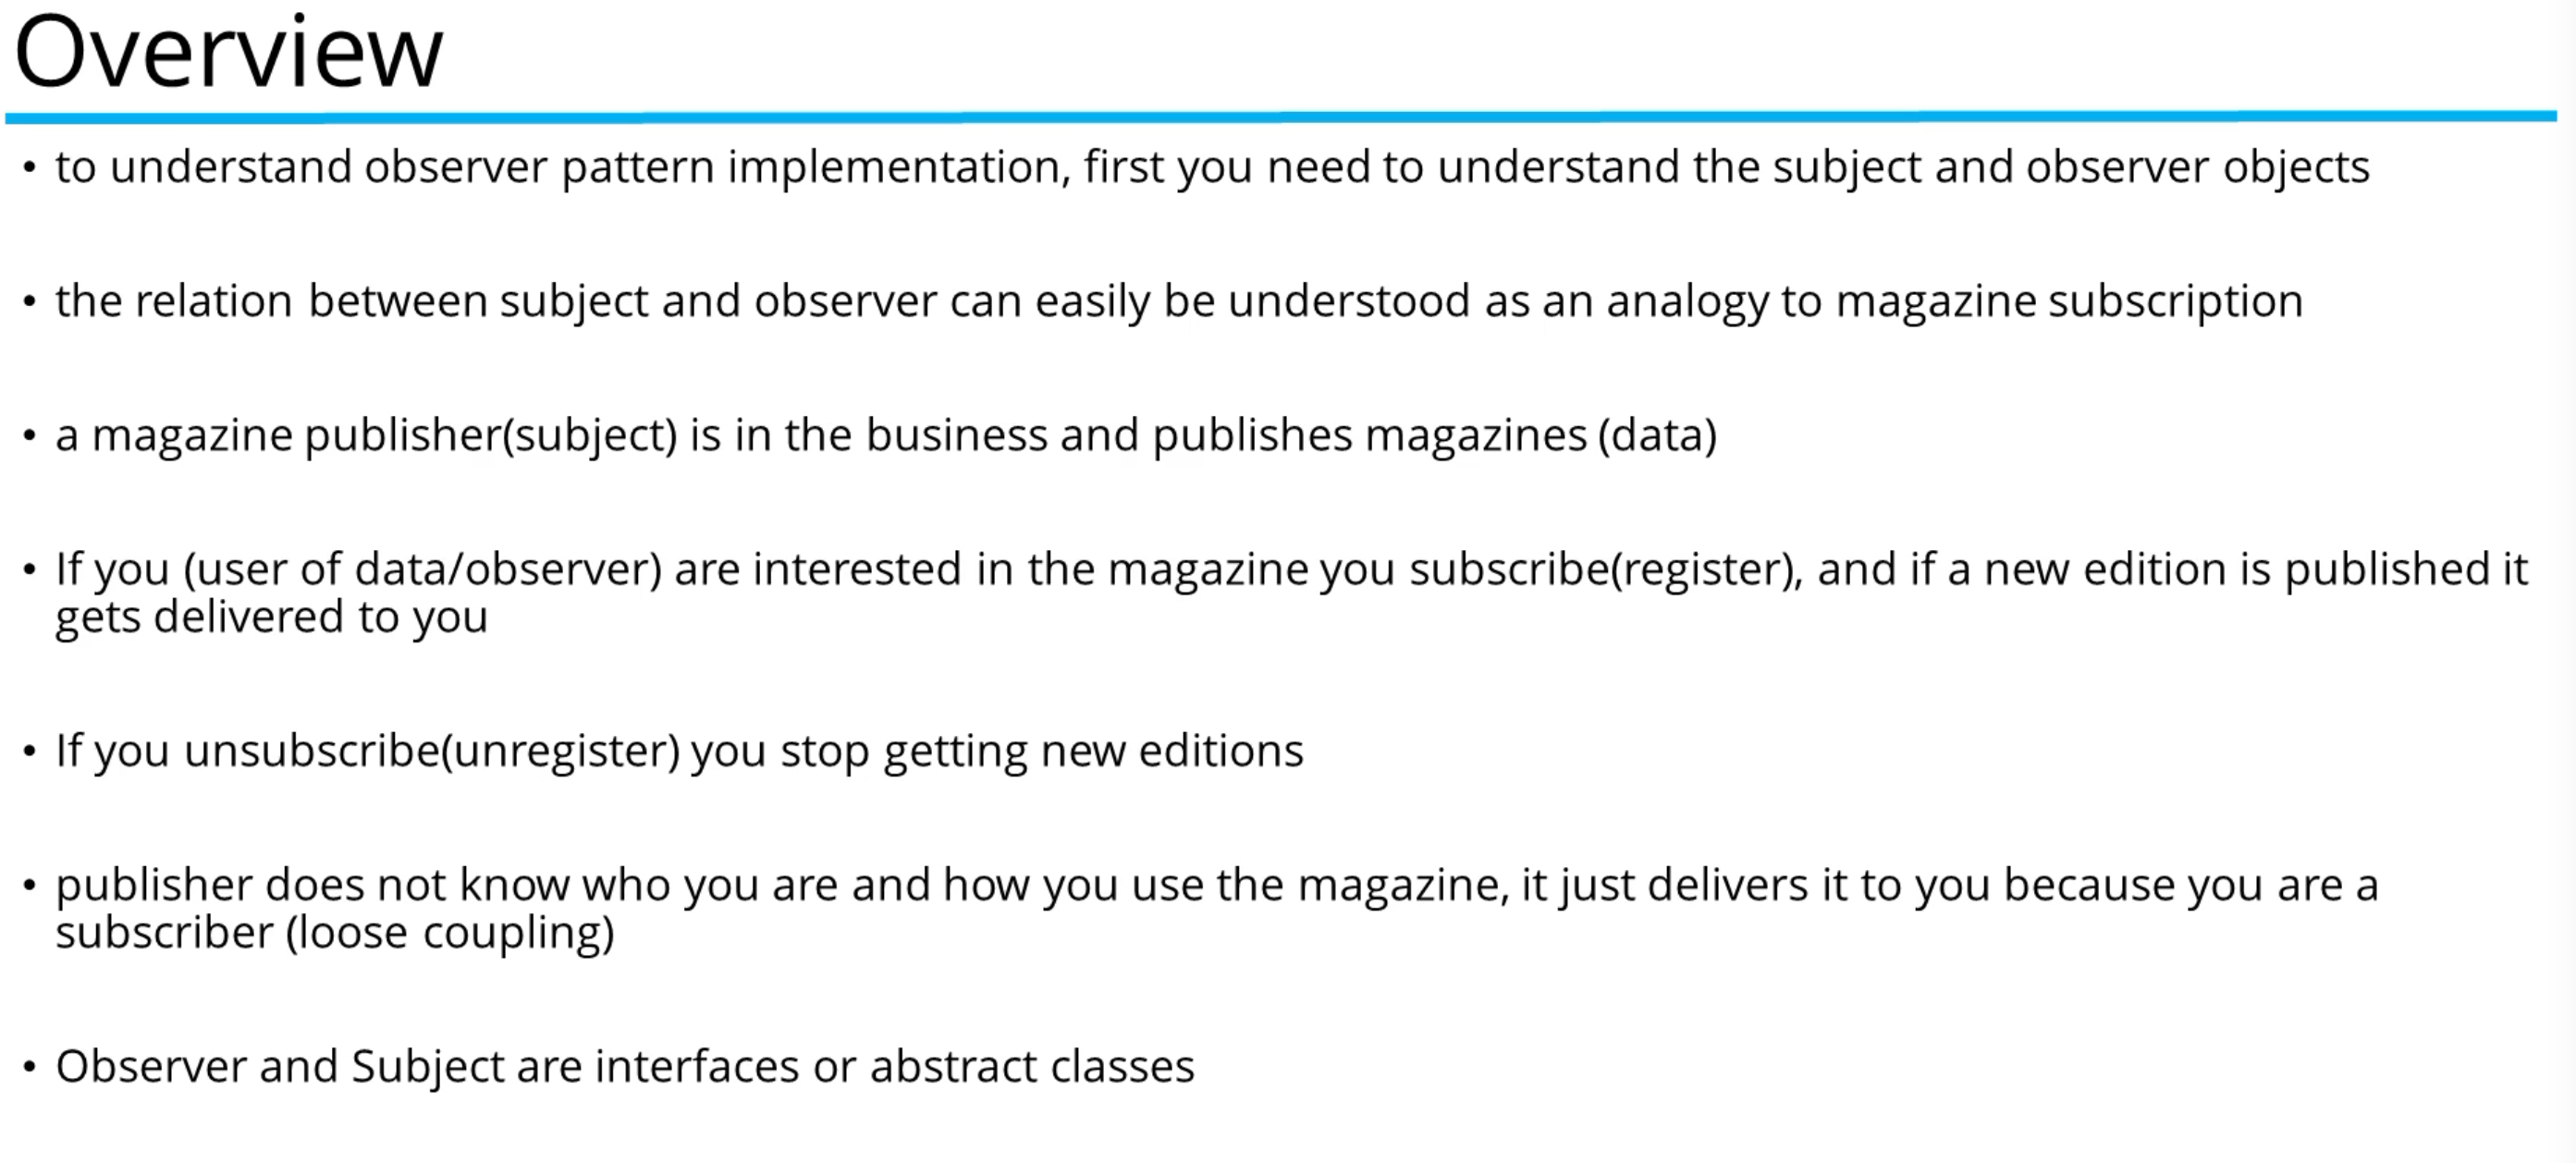 Overview
• to understand observer pattern implementation, first you need to understand the subject and observer objects
• the relation between subject and observer can easily be understood as an analogy to magazine subscription
• a magazine publisher(subject) is in the business and publishes magazines (data)
• If you (user of data/observer) are interested in the magazine you subscribe(register), and if a new edition is published it
gets delivered to you
• If you unsubscribe(unregister) you stop getting new editions
• publisher does not know who you are and how you use the magazine, it just delivers it to you because you are a
subscriber (loose coupling)
• Observer and Subject are interfaces or abstract classes